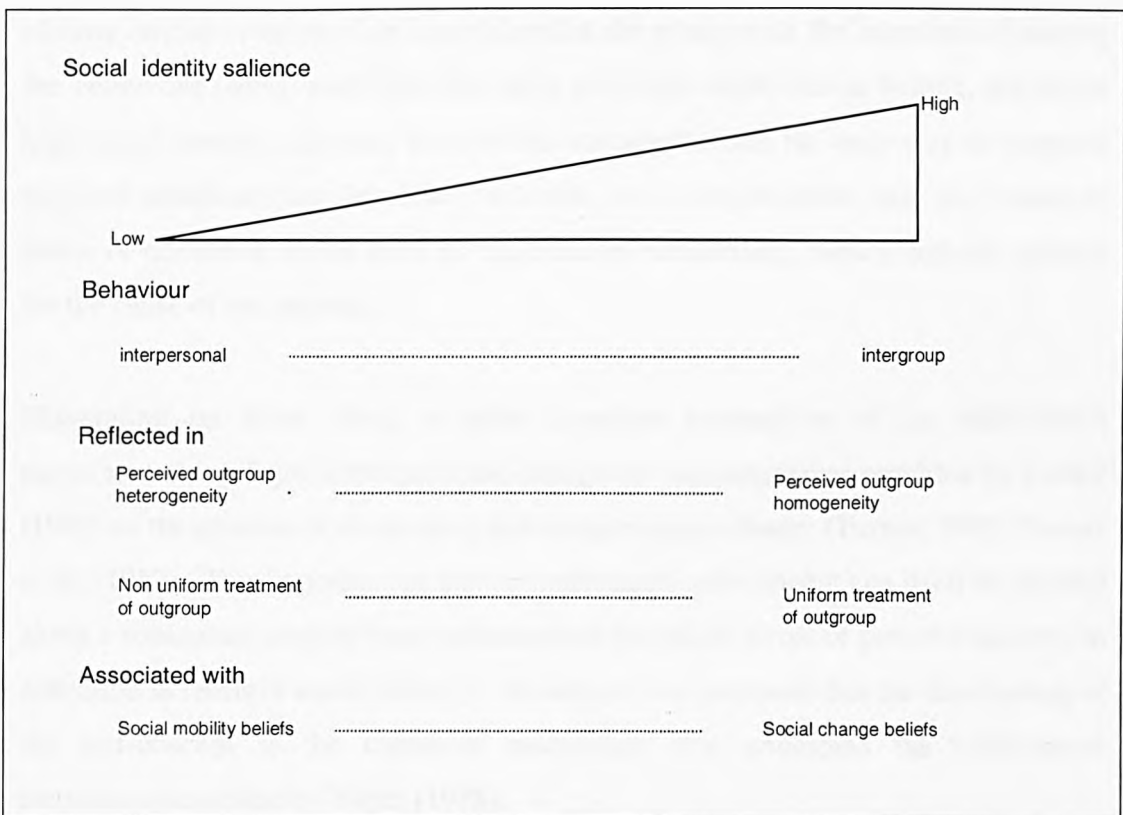 Social identity salience
High
Low
Behaviour
interpersonal intergroup
Reflected in
Perceived outgroup
heterogeneity
Perceived outgroup
homogeneity
Non uniform treatment
of outgroup
Uniform treatment
of outgroup
Associated with
Social mobility beliefs Social change beliefs